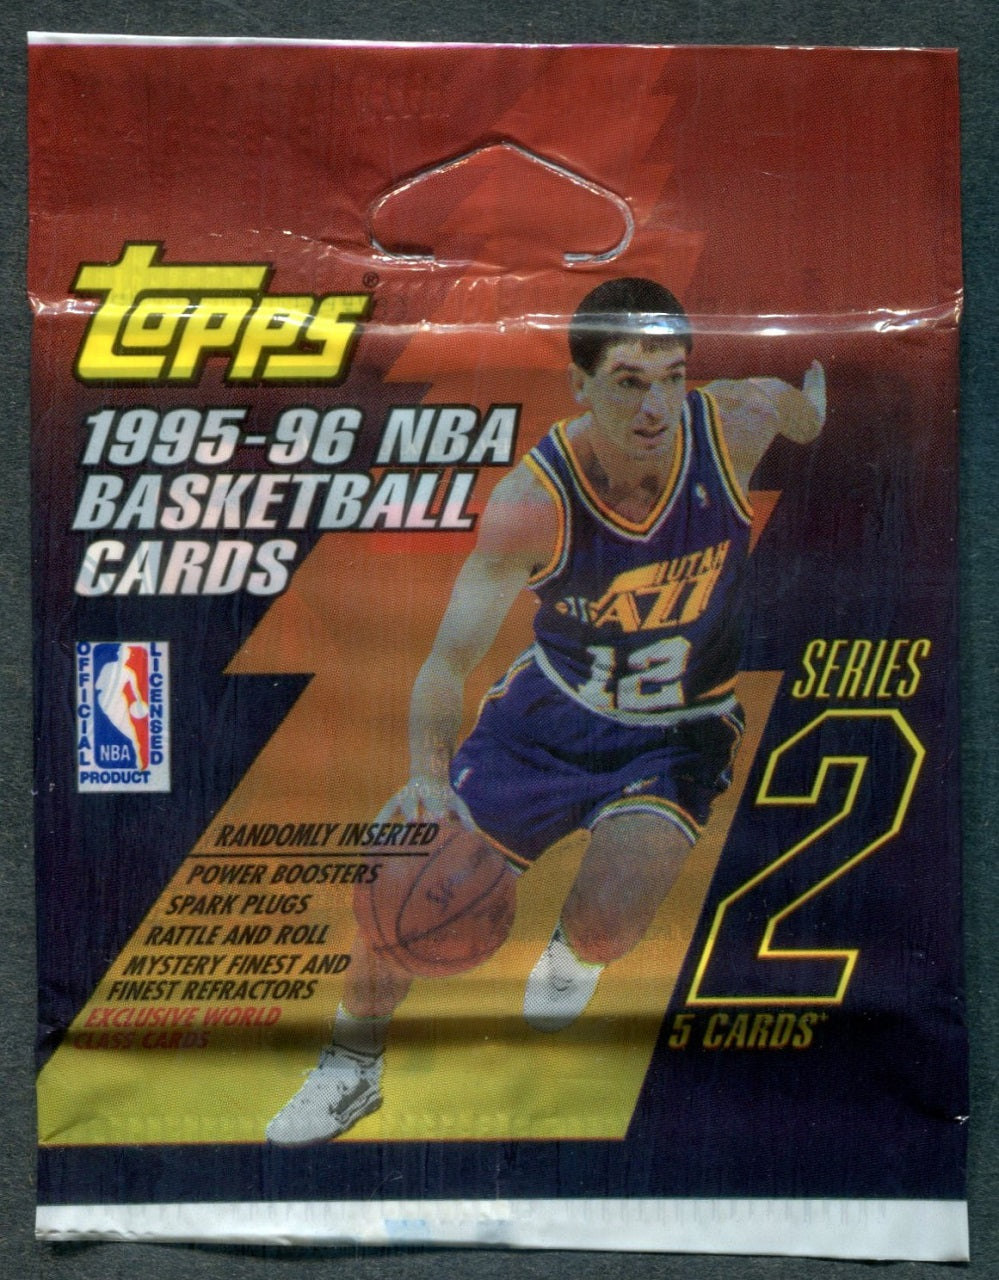 topps®
1995-96 NBA
BASKETBALL
CARDS
OFFICIAL
LICENSED
NBA
PRODUCT
UTAH
JAZZ
12
SERIES
2
5 CARDS+
RANDOMLY INSERTED
POWER BOOSTERS
SPARK PLUGS
RATTLE AND ROLL
MYSTERY FINEST AND
FINEST REFRACTORS
EXCLUSIVE WORLD
CLASS CARDS